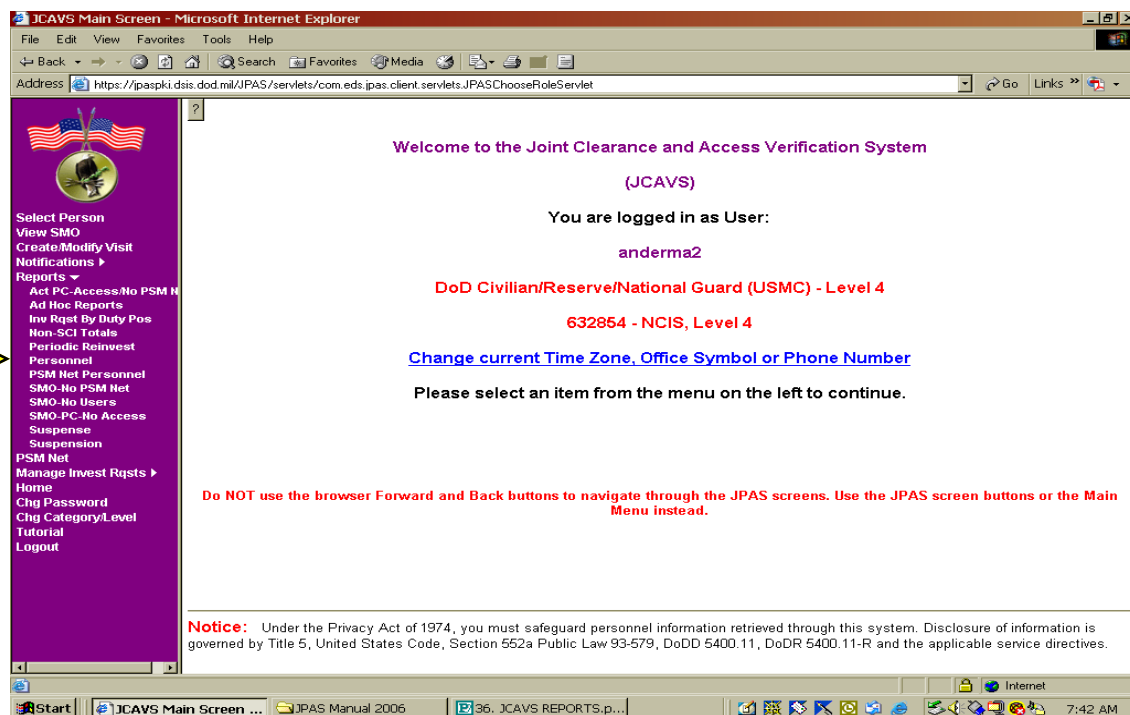 JCAVS Main Screen - Microsoft Internet Explorer
File Edit View Favorites Tools Help
Back Search Favorites Media
Address https://jpaspki.dsis.dod.mil/JPAS/servlets/com.eds.jpas.client.servlets.JPASChooseRoleServlet Go Links »
?
Select Person
View SMO
Create/Modify Visit
Notifications
Reports
Act PC-Access/No PSM N
Ad Hoc Reports
Inv Rqst By Duty Pos
Non-SCI Totals
Periodic Reinvest
Personnel
PSM Net Personnel
SMO-No PSM Net
SMO-No Users
SMO-PC-No Access
Suspense
Suspension
PSM Net
Manage Invest Rqsts
Home
Chg Password
Chg Category/Level
Tutorial
Logout
Welcome to the Joint Clearance and Access Verification System
(JCAVS)
You are logged in as User:
anderma2
DoD Civilian/Reserve/National Guard (USMC) - Level 4
632854 - NCIS, Level 4
Change current Time Zone, Office Symbol or Phone Number
Please select an item from the menu on the left to continue.
Do NOT use the browser Forward and Back buttons to navigate through the JPAS screens. Use the JPAS screen buttons or the Main
Menu instead.
Notice: Under the Privacy Act of 1974, you must safeguard personnel information retrieved through this system. Disclosure of information is
governed by Title 5, United States Code, Section 552a Public Law 93-579, DoDD 5400.11, DoDR 5400.11-R and the applicable service directives.
Internet
Start JCAVS Main Screen ... JPAS Manual 2006 36. JCAVS REPORTS.p... 7:42 AM